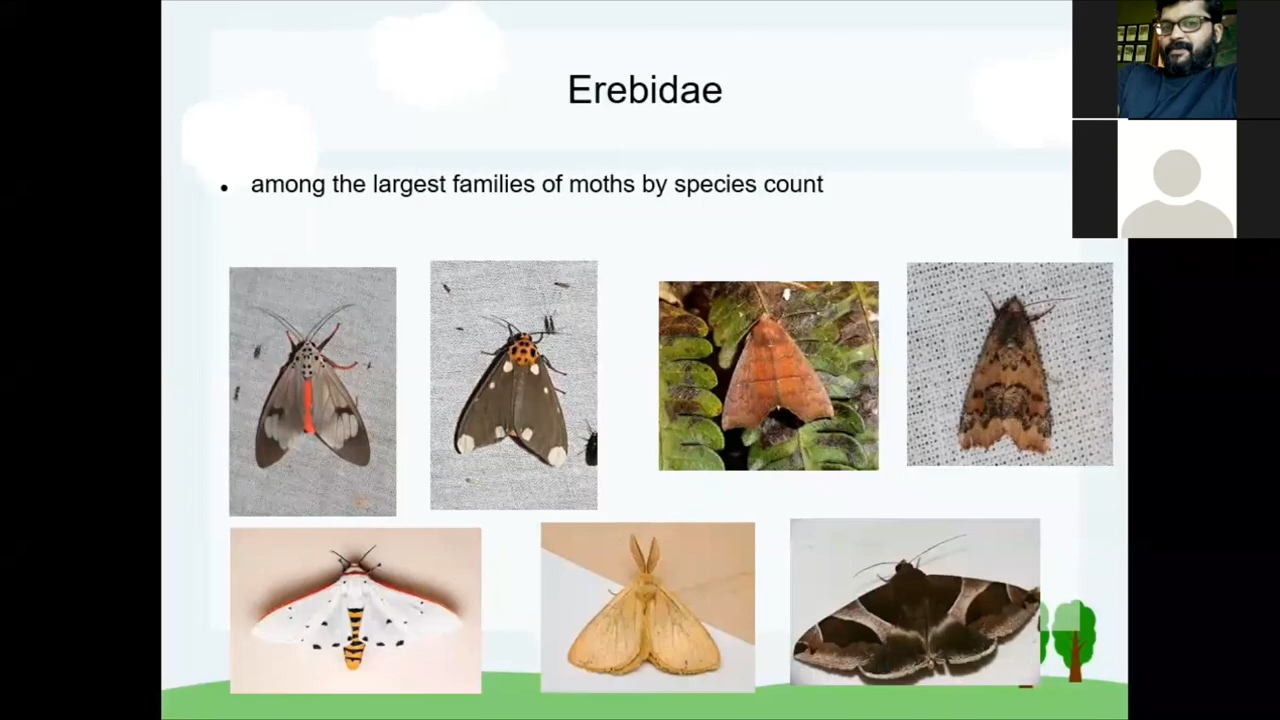 Erebidae
• among the largest families of moths by species count